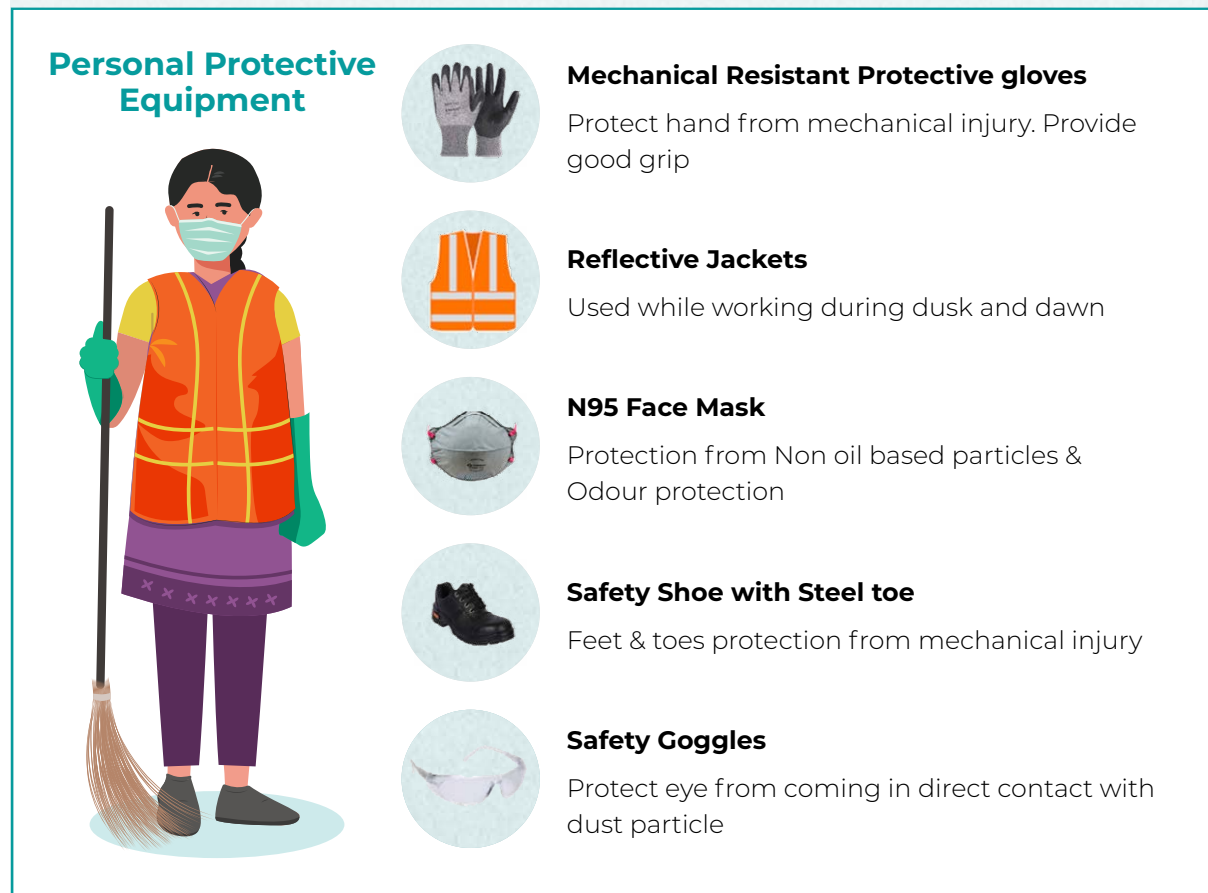 Personal Protective
Equipment
Mechanical Resistant Protective gloves
Protect hand from mechanical injury. Provide
good grip
Reflective Jackets
Used while working during dusk and dawn
N95 Face Mask
Protection from Non oil based particles &
Odour protection
Safety Shoe with Steel toe
Feet & toes protection from mechanical injury
Safety Goggles
Protect eye from coming in direct contact with
dust particle